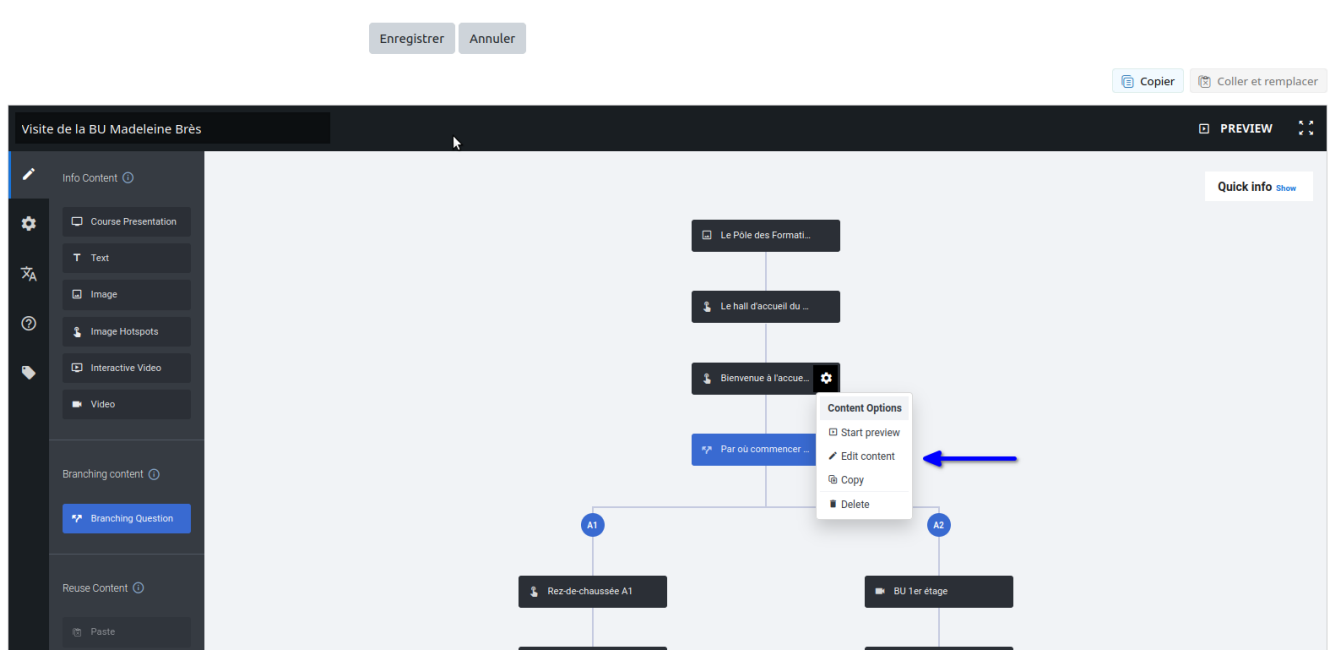 Enregistrer
Annuler
Copier
Coller et remplacer
Visite de la BU Madeleine Brès
PREVIEW
Info Content
Quick info Show
Course Presentation
Text
Image
Image Hotspots
Interactive Video
Video
Branching content
Branching Question
Reuse Content
Paste
Le Pôle des Formati...
Le hall d'accueil du ...
Bienvenue à l'accue...
Content Options
Start preview
Edit content
Copy
Delete
Par où commencer ...
A1
A2
Rez-de-chaussée A1
BU 1er étage